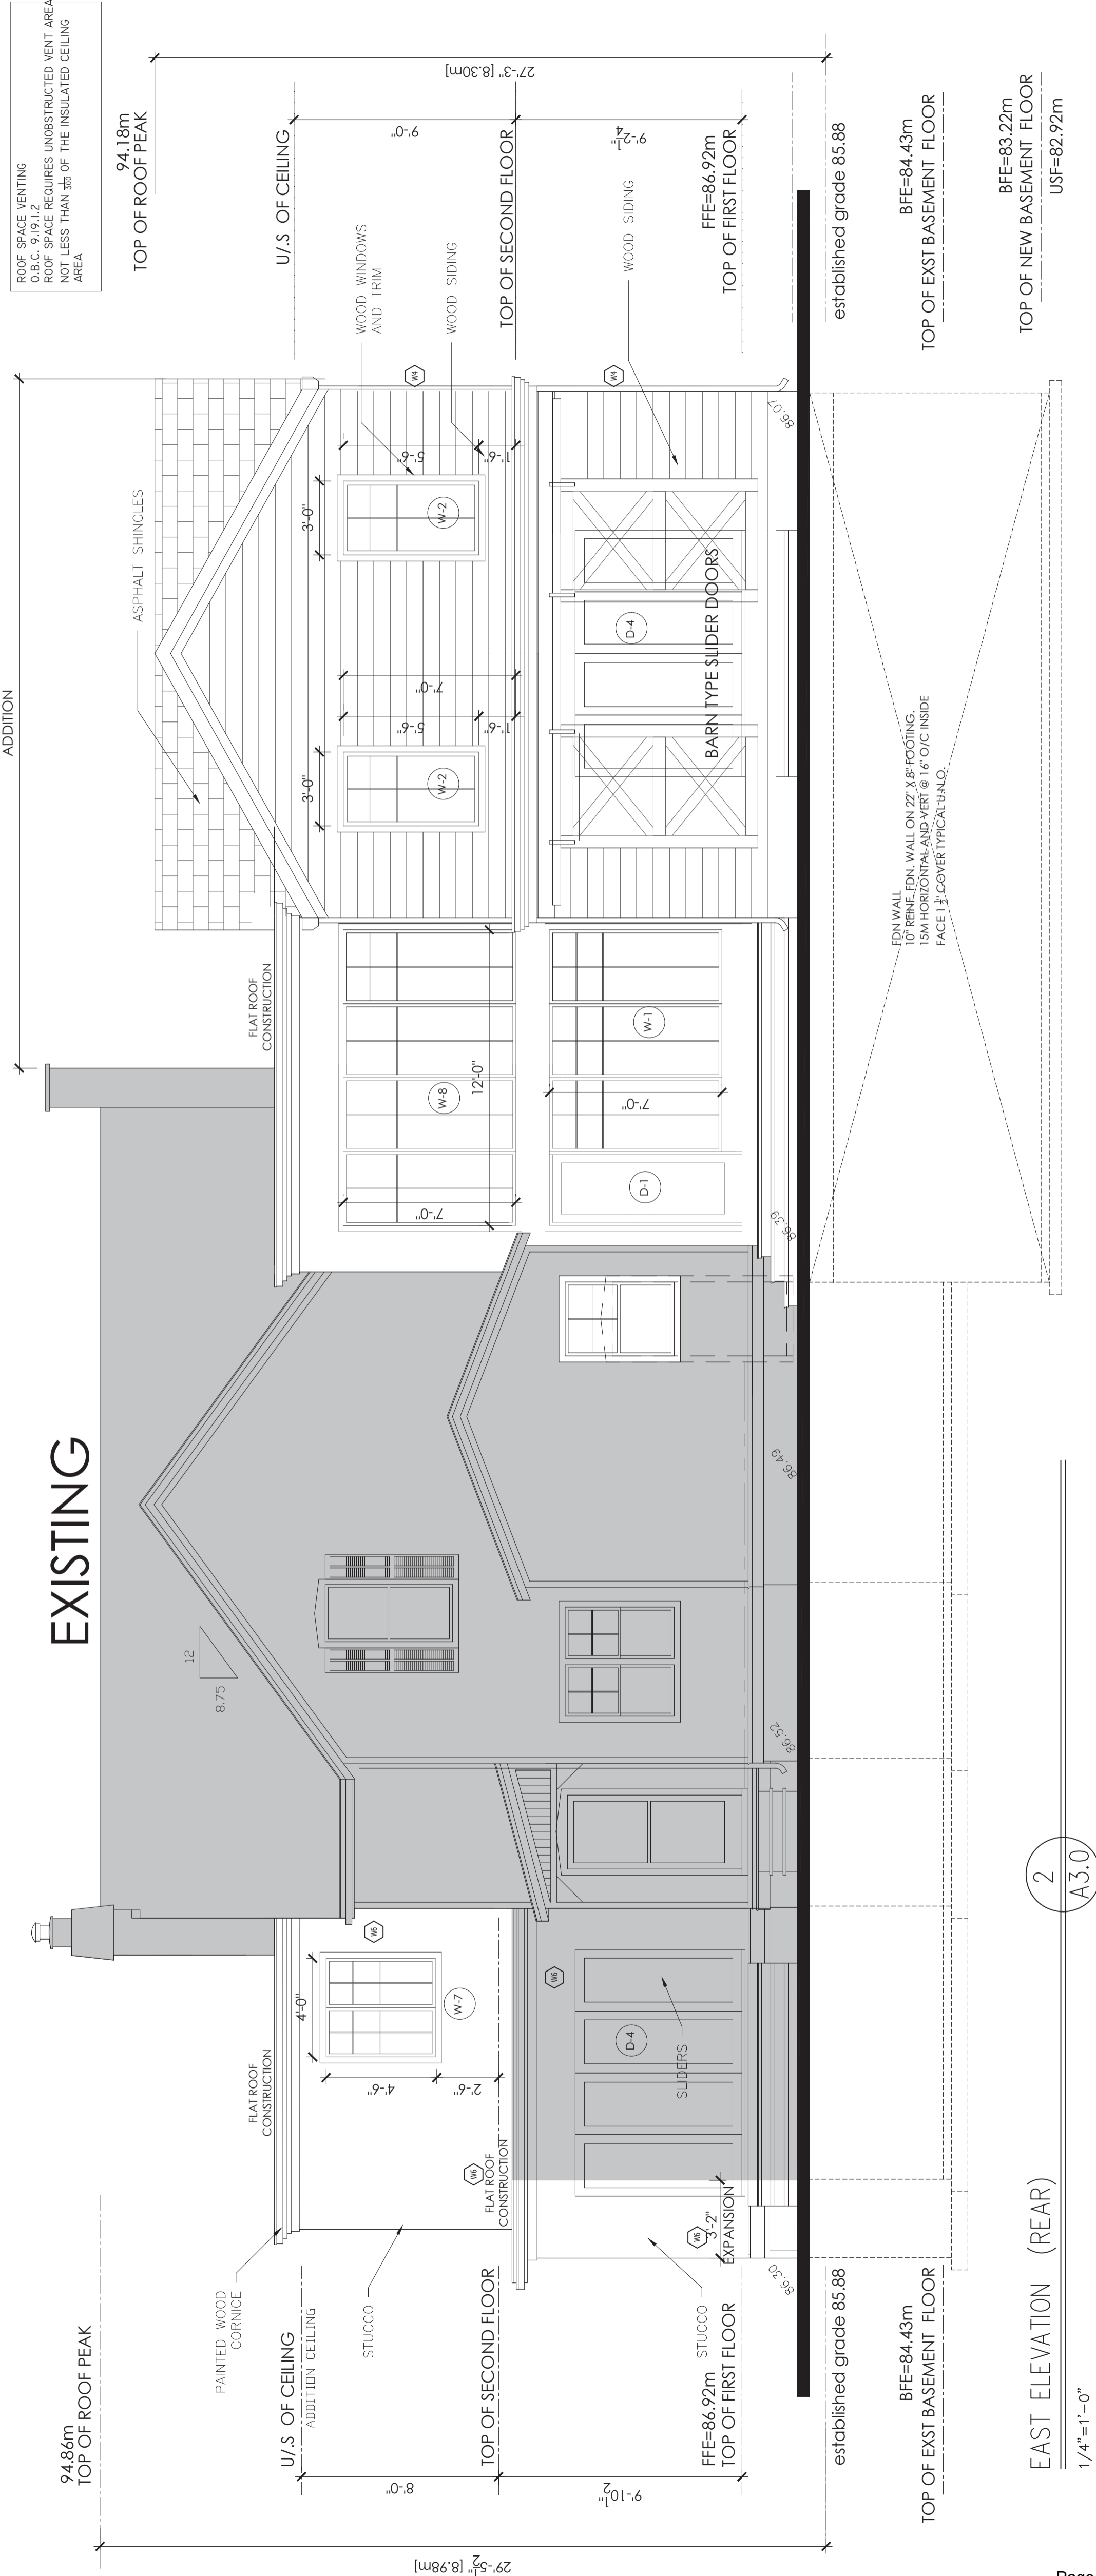 ROOF SPACE VENTING
O.B.C. 9.19.1.2
ROOF SPACE REQUIRES UNOBSTRUCTED VENT AREA
NOT LESS THAN 1/300 OF THE INSULATED CEILING
AREA
ADDITION
EXISTING
94.86m
TOP OF ROOF PEAK
94.18m
TOP OF ROOF PEAK
ASPHALT SHINGLES
12
8.75
FLAT ROOF
CONSTRUCTION
FLAT ROOF
CONSTRUCTION
PAINTED WOOD
CORNICE
U/.S OF CEILING
ADDITION CEILING
U/.S OF CEILING
STUCCO
4'-0"
4'-6"
2'-6"
W-7
W6
W6
FLAT ROOF
CONSTRUCTION
7'-0"
W-8
12'-0"
3'-0"
W-2
5'-6"
1'-6"
7'-0"
3'-0"
W-2
5'-6"
1'-6"
W4
WOOD WINDOWS
AND TRIM
WOOD SIDING
8'-0"
9'-0"
TOP OF SECOND FLOOR
TOP OF SECOND FLOOR
W6
D-4
SLIDERS
D-1
W-1
7'-0"
D-4
BARN TYPE SLIDER DOORS
W4
WOOD SIDING
9'-10 1/2"
9'-2 1/4"
29'-5 1/2" [8.98m]
27'-3" [8.30m]
STUCCO
W6
3'-2"
EXPANSION
FFE=86.92m
TOP OF FIRST FLOOR
FFE=86.92m
TOP OF FIRST FLOOR
86.30
86.52
86.49
86.39
86.07
established grade 85.88
established grade 85.88
BFE=84.43m
TOP OF EXST BASEMENT FLOOR
BFE=84.43m
TOP OF EXST BASEMENT FLOOR
FDN WALL
10" REINF. FDN. WALL ON 22" X 8" FOOTING.
15M HORIZONTAL AND VERT @ 16" O/C INSIDE
FACE 1 1/2" COVER TYPICAL U.N.O.
BFE=83.22m
TOP OF NEW BASEMENT FLOOR
USF=82.92m
EAST ELEVATION (REAR)
1/4"=1'-0"
2
A3.0
Page